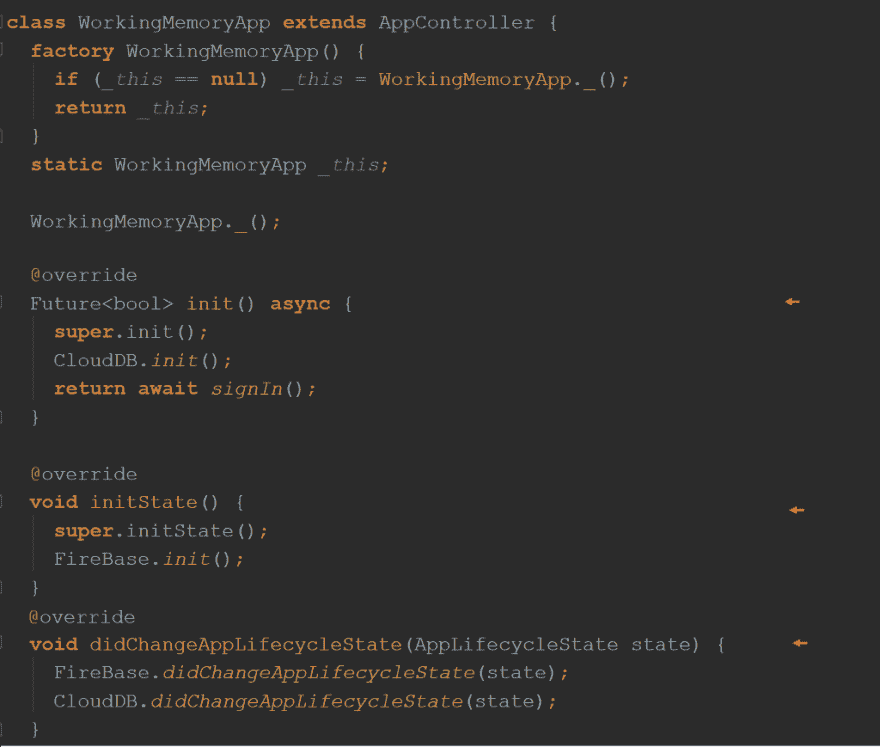 class WorkingMemoryApp extends AppController {
factory WorkingMemoryApp() {
if (_this == null) _this = WorkingMemoryApp._();
return _this;
}
static WorkingMemoryApp _this;
WorkingMemoryApp._();
@override
Future<bool> init() async {
super.init();
CloudDB.init();
return await signIn();
}
@override
void initState() {
super.initState();
FireBase.init();
}
@override
void didChangeAppLifecycleState(AppLifecycleState state) {
FireBase.didChangeAppLifecycleState(state);
CloudDB.didChangeAppLifecycleState(state);
}